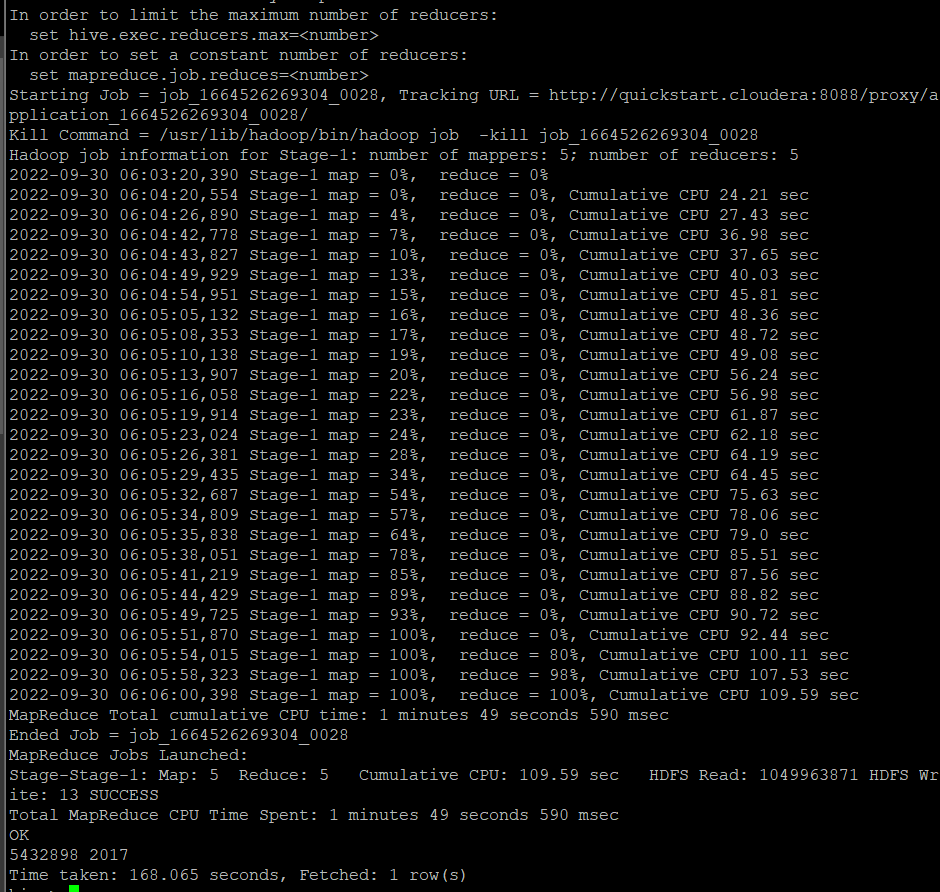 In order to limit the maximum number of reducers:
  set hive.exec.reducers.max=<number>
In order to set a constant number of reducers:
  set mapreduce.job.reduces=<number>
Starting Job = job_1664526269304_0028, Tracking URL = http://quickstart.cloudera:8088/proxy/a
pplication_1664526269304_0028/
Kill Command = /usr/lib/hadoop/bin/hadoop job  -kill job_1664526269304_0028
Hadoop job information for Stage-1: number of mappers: 5; number of reducers: 5
2022-09-30 06:03:20,390 Stage-1 map = 0%,  reduce = 0%
2022-09-30 06:04:20,554 Stage-1 map = 0%,  reduce = 0%, Cumulative CPU 24.21 sec
2022-09-30 06:04:26,890 Stage-1 map = 4%,  reduce = 0%, Cumulative CPU 27.43 sec
2022-09-30 06:04:42,778 Stage-1 map = 7%,  reduce = 0%, Cumulative CPU 36.98 sec
2022-09-30 06:04:43,827 Stage-1 map = 10%,  reduce = 0%, Cumulative CPU 37.65 sec
2022-09-30 06:04:49,929 Stage-1 map = 13%,  reduce = 0%, Cumulative CPU 40.03 sec
2022-09-30 06:04:54,951 Stage-1 map = 15%,  reduce = 0%, Cumulative CPU 45.81 sec
2022-09-30 06:05:05,132 Stage-1 map = 16%,  reduce = 0%, Cumulative CPU 48.36 sec
2022-09-30 06:05:08,353 Stage-1 map = 17%,  reduce = 0%, Cumulative CPU 48.72 sec
2022-09-30 06:05:10,138 Stage-1 map = 19%,  reduce = 0%, Cumulative CPU 49.08 sec
2022-09-30 06:05:13,907 Stage-1 map = 20%,  reduce = 0%, Cumulative CPU 56.24 sec
2022-09-30 06:05:16,058 Stage-1 map = 22%,  reduce = 0%, Cumulative CPU 56.98 sec
2022-09-30 06:05:19,914 Stage-1 map = 23%,  reduce = 0%, Cumulative CPU 61.87 sec
2022-09-30 06:05:23,024 Stage-1 map = 24%,  reduce = 0%, Cumulative CPU 62.18 sec
2022-09-30 06:05:26,381 Stage-1 map = 28%,  reduce = 0%, Cumulative CPU 64.19 sec
2022-09-30 06:05:29,435 Stage-1 map = 34%,  reduce = 0%, Cumulative CPU 64.45 sec
2022-09-30 06:05:32,687 Stage-1 map = 54%,  reduce = 0%, Cumulative CPU 75.63 sec
2022-09-30 06:05:34,809 Stage-1 map = 57%,  reduce = 0%, Cumulative CPU 78.06 sec
2022-09-30 06:05:35,838 Stage-1 map = 64%,  reduce = 0%, Cumulative CPU 79.0 sec
2022-09-30 06:05:38,051 Stage-1 map = 78%,  reduce = 0%, Cumulative CPU 85.51 sec
2022-09-30 06:05:41,219 Stage-1 map = 85%,  reduce = 0%, Cumulative CPU 87.56 sec
2022-09-30 06:05:44,429 Stage-1 map = 89%,  reduce = 0%, Cumulative CPU 88.82 sec
2022-09-30 06:05:49,725 Stage-1 map = 93%,  reduce = 0%, Cumulative CPU 90.72 sec
2022-09-30 06:05:51,870 Stage-1 map = 100%,  reduce = 0%, Cumulative CPU 92.44 sec
2022-09-30 06:05:54,015 Stage-1 map = 100%,  reduce = 80%, Cumulative CPU 100.11 sec
2022-09-30 06:05:58,323 Stage-1 map = 100%,  reduce = 98%, Cumulative CPU 107.53 sec
2022-09-30 06:06:00,398 Stage-1 map = 100%,  reduce = 100%, Cumulative CPU 109.59 sec
MapReduce Total cumulative CPU time: 1 minutes 49 seconds 590 msec
Ended Job = job_1664526269304_0028
MapReduce Jobs Launched:
Stage-Stage-1: Map: 5  Reduce: 5   Cumulative CPU: 109.59 sec   HDFS Read: 1049963871 HDFS Wr
ite: 13 SUCCESS
Total MapReduce CPU Time Spent: 1 minutes 49 seconds 590 msec
OK
5432898 2017
Time taken: 168.065 seconds, Fetched: 1 row(s)